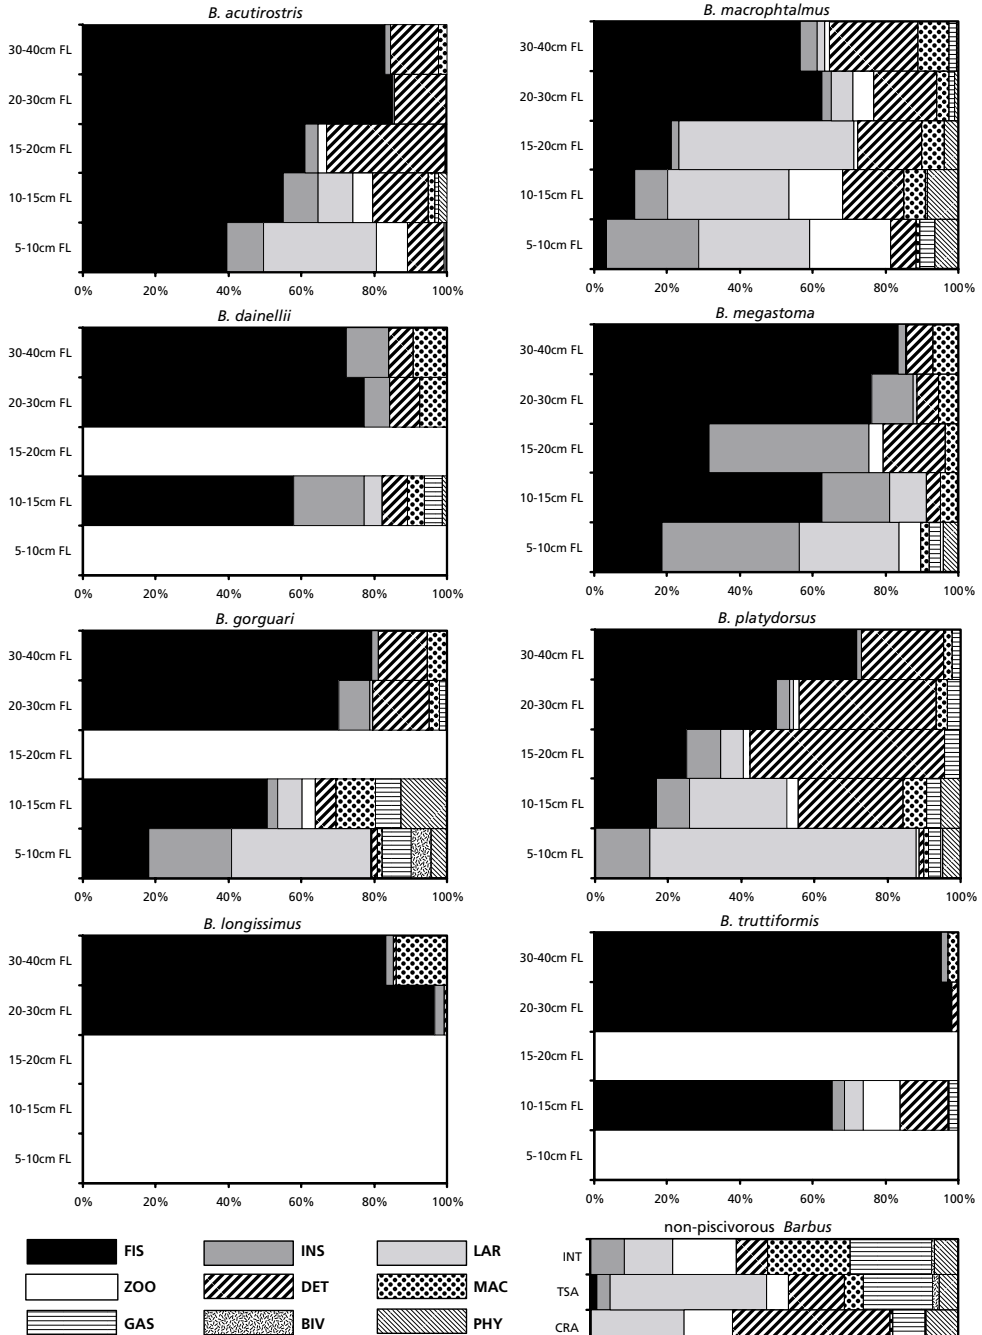 B. acutirostris
30-40cm FL
20-30cm FL
15-20cm FL
10-15cm FL
5-10cm FL
0% 20% 40% 60% 80% 100%
B. macrophtalmus
30-40cm FL
20-30cm FL
15-20cm FL
10-15cm FL
5-10cm FL
0% 20% 40% 60% 80% 100%
B. dainellii
30-40cm FL
20-30cm FL
15-20cm FL
10-15cm FL
5-10cm FL
0% 20% 40% 60% 80% 100%
B. megastoma
30-40cm FL
20-30cm FL
15-20cm FL
10-15cm FL
5-10cm FL
0% 20% 40% 60% 80% 100%
B. gorguari
30-40cm FL
20-30cm FL
15-20cm FL
10-15cm FL
5-10cm FL
0% 20% 40% 60% 80% 100%
B. platydorsus
30-40cm FL
20-30cm FL
15-20cm FL
10-15cm FL
5-10cm FL
0% 20% 40% 60% 80% 100%
B. longissimus
30-40cm FL
20-30cm FL
15-20cm FL
10-15cm FL
5-10cm FL
0% 20% 40% 60% 80% 100%
B. truttiformis
30-40cm FL
20-30cm FL
15-20cm FL
10-15cm FL
5-10cm FL
0% 20% 40% 60% 80% 100%
FIS INS LAR
ZOO DET MAC
GAS BIV PHY
non-piscivorous Barbus
INT
TSA
CRA